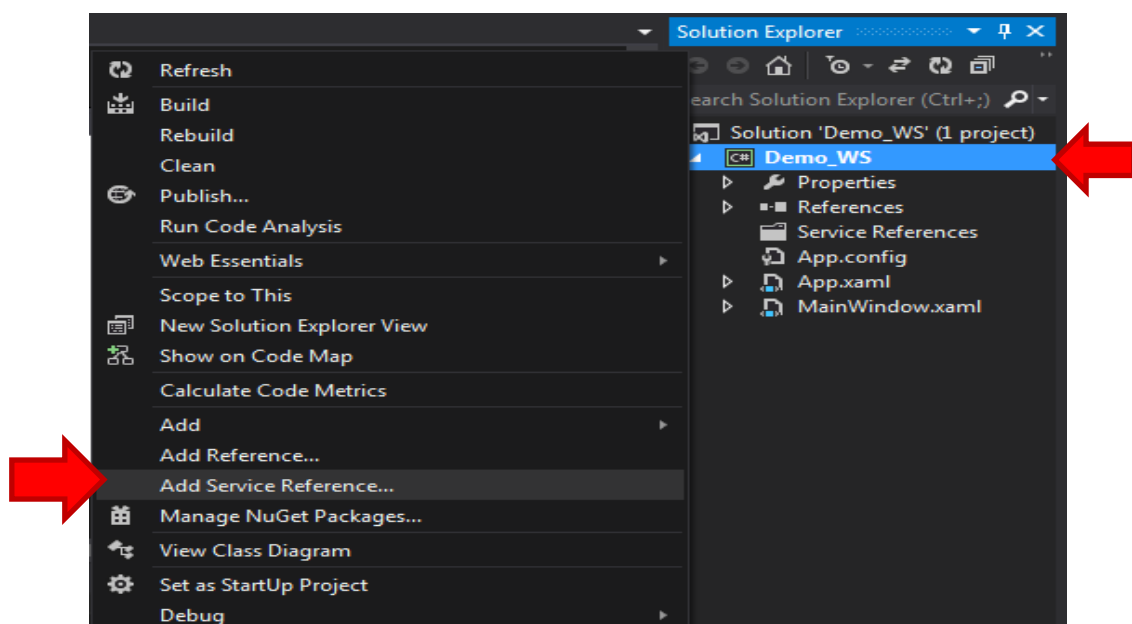 Refresh
Build
Rebuild
Clean
Publish...
Run Code Analysis
Web Essentials
Scope to This
New Solution Explorer View
Show on Code Map
Calculate Code Metrics
Add
Add Reference...
Add Service Reference...
Manage NuGet Packages...
View Class Diagram
Set as StartUp Project
Debug
Solution Explorer
earch Solution Explorer (Ctrl+;)
Solution 'Demo_WS' (1 project)
C# Demo_WS
Properties
References
Service References
App.config
App.xaml
MainWindow.xaml